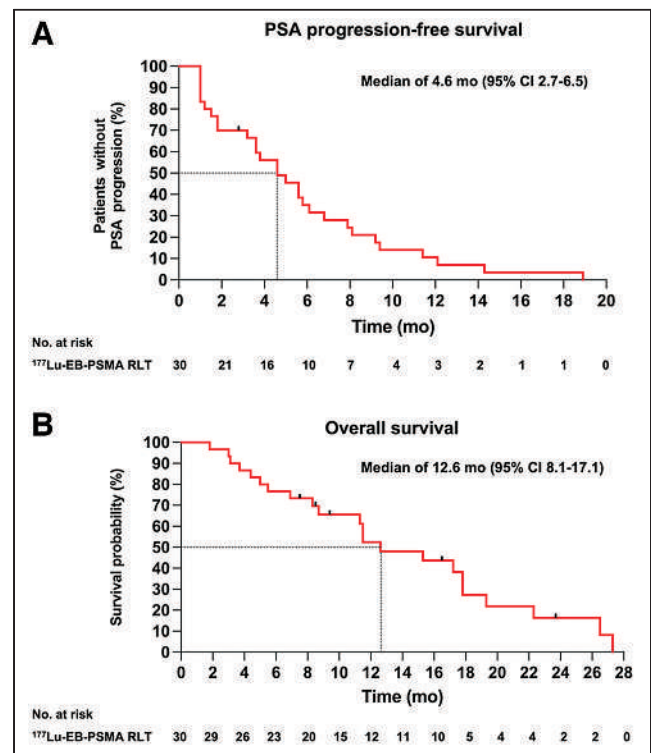 A
PSA progression-free survival
Median of 4.6 mo (95% CI 2.7-6.5)
Patients without
PSA progression (%)
100
90
80
70
60
50
40
30
20
10
0
0 2 4 6 8 10 12 14 16 18 20
Time (mo)
No. at risk
¹⁷⁷Lu-EB-PSMA RLT 30 21 16 10 7 4 3 2 1 1 0
B
Overall survival
Median of 12.6 mo (95% CI 8.1-17.1)
Survival probability (%)
100
90
80
70
60
50
40
30
20
10
0
0 2 4 6 8 10 12 14 16 18 20 22 24 26 28
Time (mo)
No. at risk
¹⁷⁷Lu-EB-PSMA RLT 30 29 26 23 20 15 12 11 10 5 4 4 2 2 0